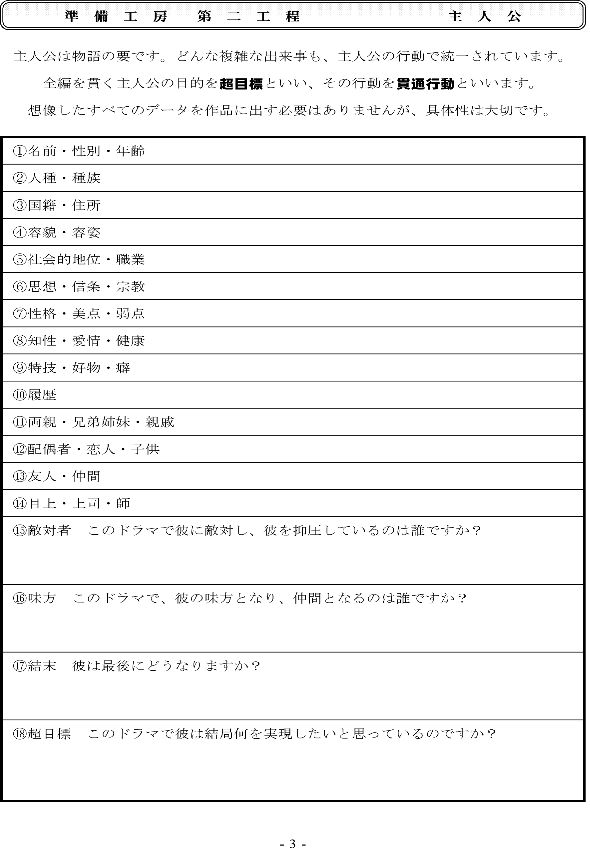 準備工房 第二工程 主人公
主人公は物語の要です。どんな複雑な出来事も、主人公の行動で統一されています。
全編を貫く主人公の目的を超目標といい、その行動を貫通行動といいます。
想像したすべてのデータを作品に出す必要はありませんが、具体性は大切です。
①名前・性別・年齢
②人種・種族
③国籍・住所
④容貌・容姿
⑤社会的地位・職業
⑥思想・信条・宗教
⑦性格・美点・弱点
⑧知性・愛情・健康
⑨特技・好物・癖
⑩履歴
⑪両親・兄弟姉妹・親戚
⑫配偶者・恋人・子供
⑬友人・仲間
⑭目上・上司・師
⑮敵対者 このドラマで彼に敵対し、彼を抑圧しているのは誰ですか？
⑯味方 このドラマで、彼の味方となり、仲間となるのは誰ですか？
⑰結末 彼は最後にどうなりますか？
⑱超目標 このドラマで彼は結局何を実現したいと思っているのですか？
- 3 -